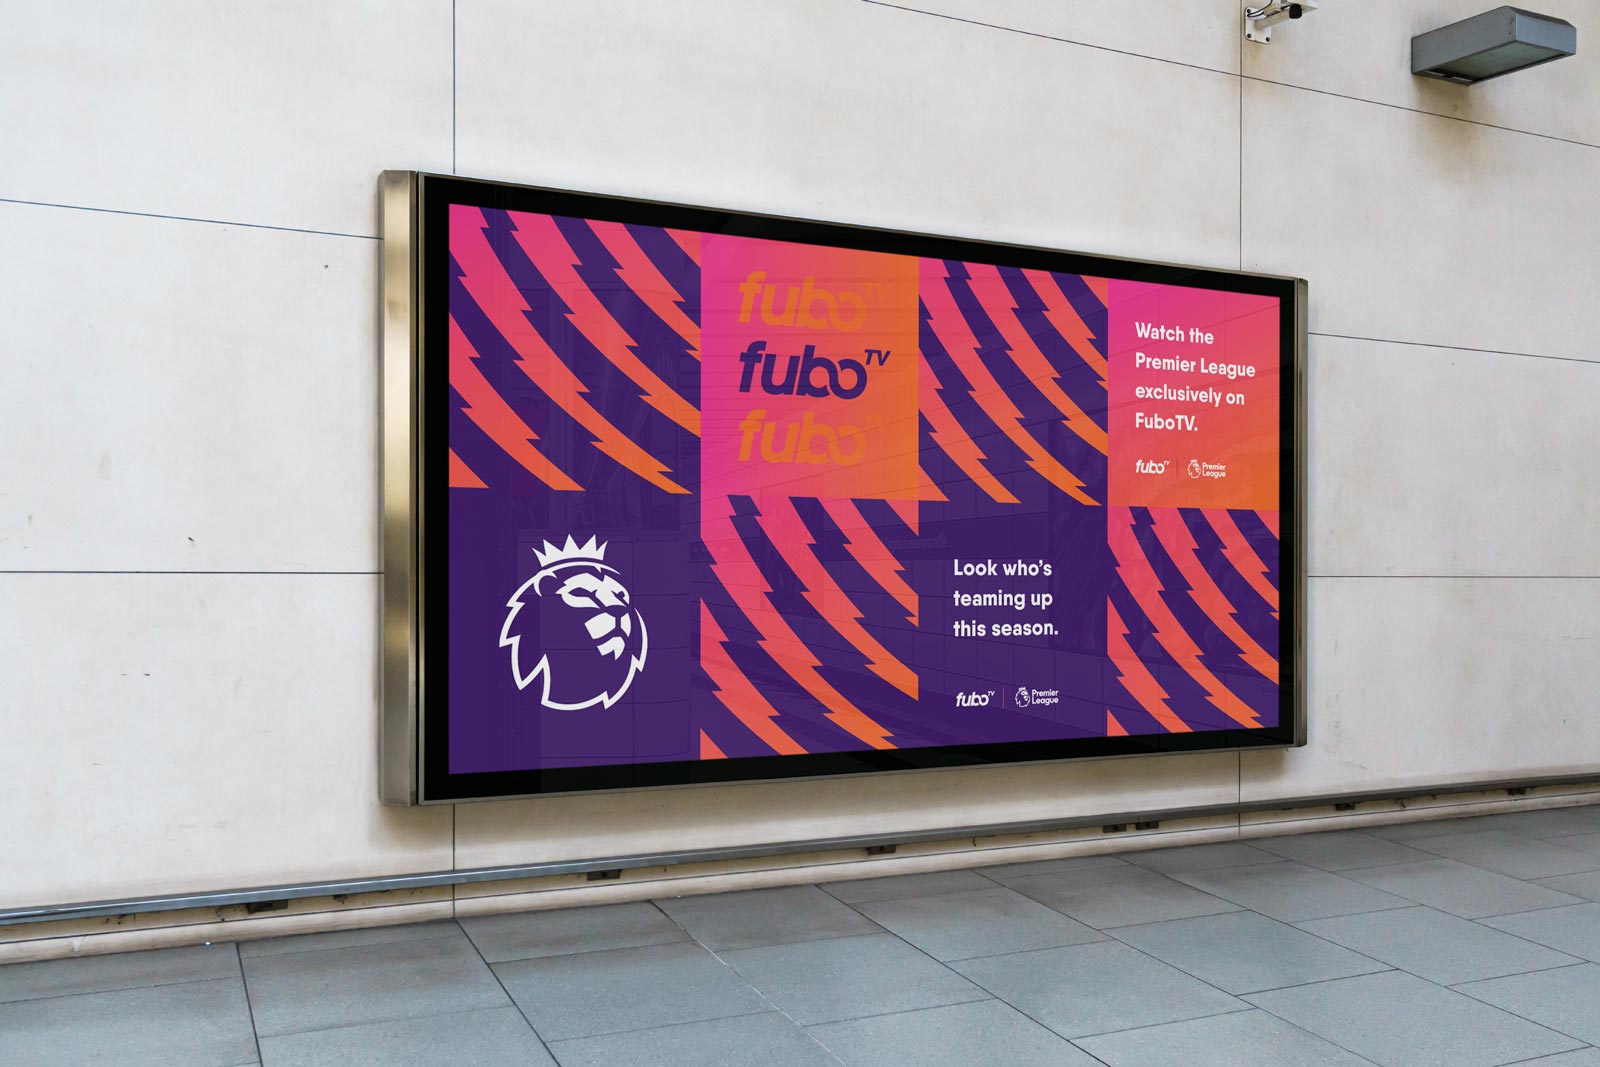 fuboTV
fuboTV
fuboTV
Watch the
Premier League
exclusively on
FuboTV.
fuboTV
Premier
League
Look who's
teaming up
this season.
fuboTV
Premier
League